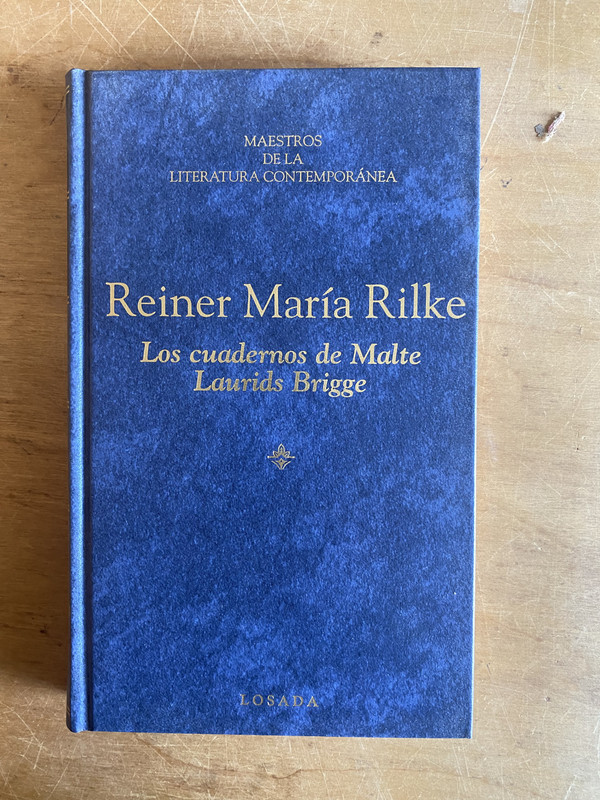 MAESTROS
DE LA
LITERATURA CONTEMPORÁNEA
Reiner María Rilke
Los cuadernos de Malte
Laurids Brigge
LOSADA